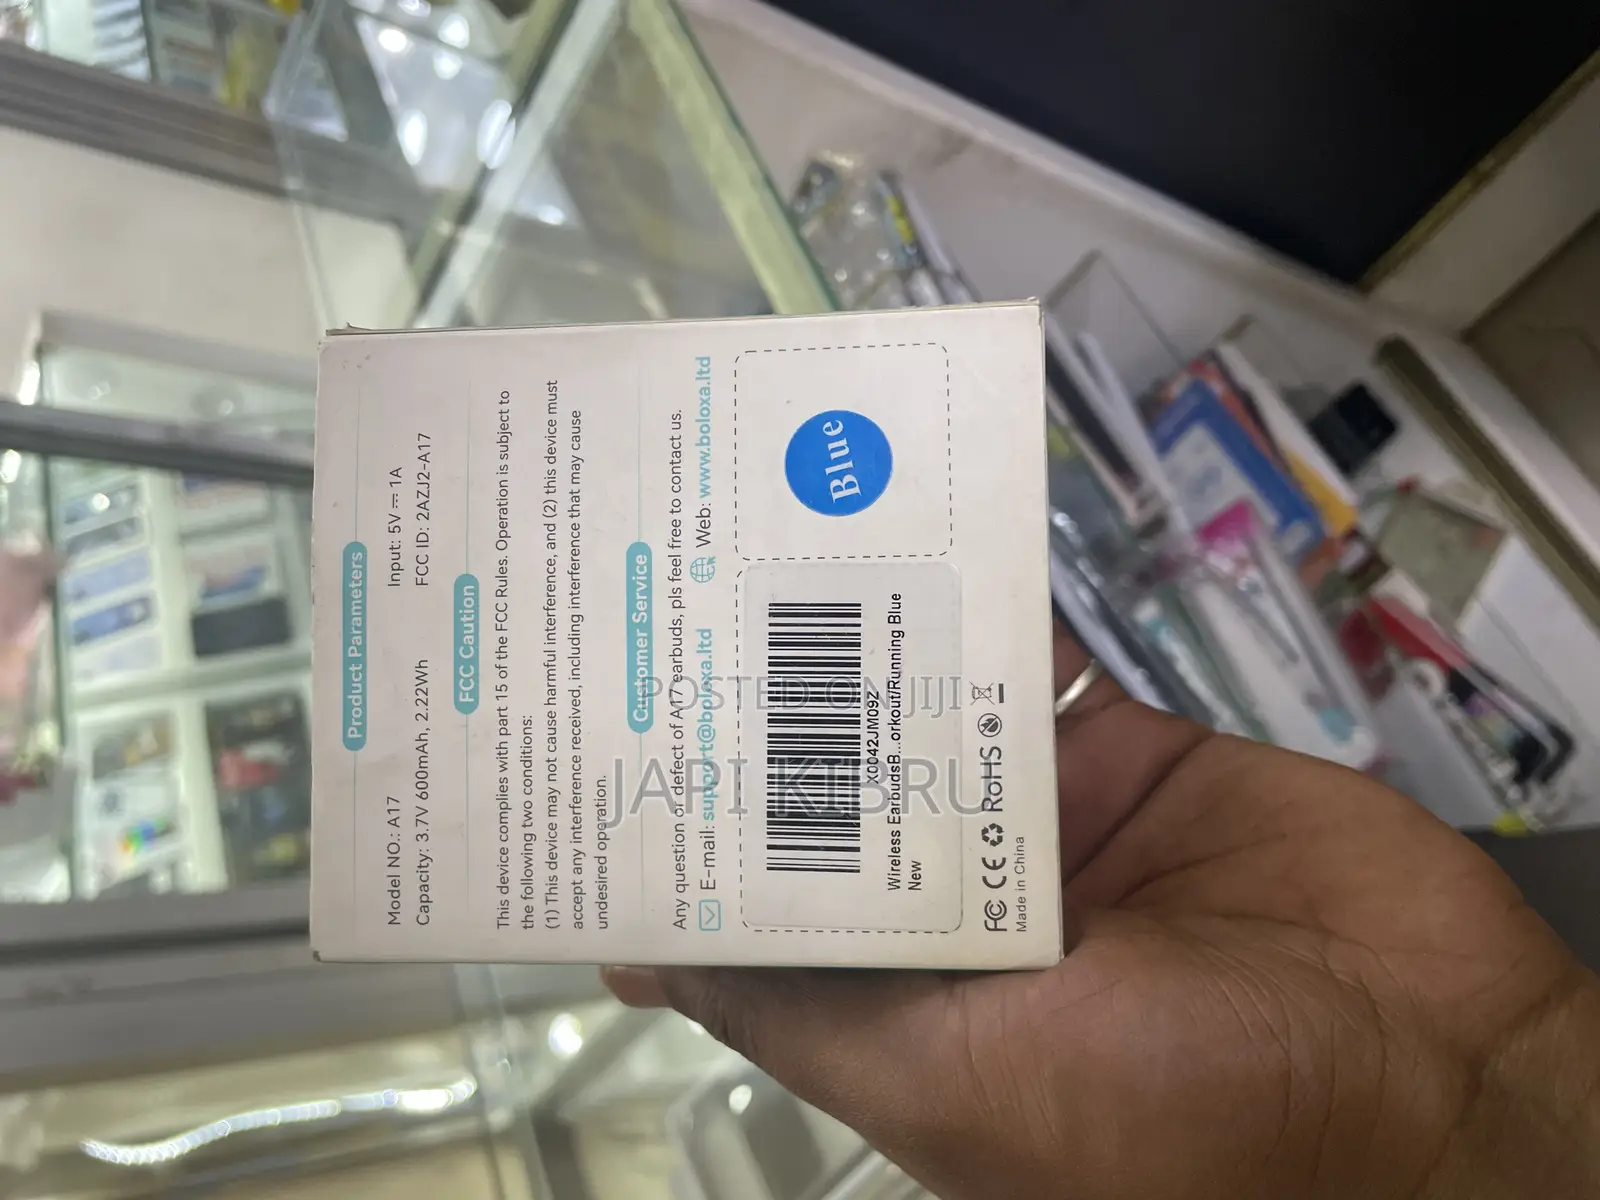 Product Parameters
Model NO.: A17
Input: 5V⎓1A
Capacity: 3.7V 600mAh, 2.22Wh
FCC ID: 2AZJ2-A17
FCC Caution
This device complies with part 15 of the FCC Rules. Operation is subject to
the following two conditions:
(1) This device may not cause harmful interference, and (2) this device must
accept any interference received, including interference that may cause
undesired operation.
Customer Service
Any question or defect of A17 earbuds, pls feel free to contact us.
E-mail: support@boloxa.ltd
Web: www.boloxa.ltd
X0042JM09Z
Wireless EarbudsB...orkout/Running Blue
New
Blue
FC CE RoHS
Made in China
POSTED ON JIJI
JAPI KIBRU